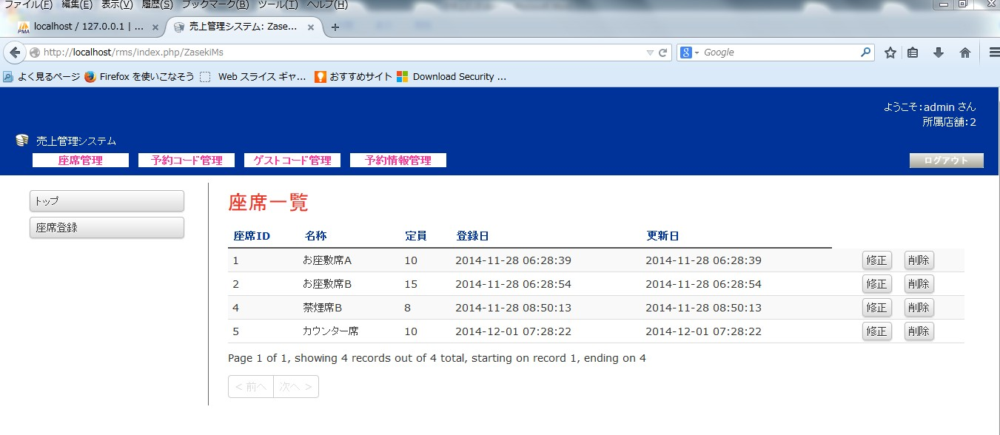 ファイル(F) 編集(E) 表示(V) 履歴(S) ブックマーク(B) ツール(T) ヘルプ(H)
PMA localhost / 127.0.0.1 | ... × 売上管理システム: Zase... × +
http://localhost/rms/index.php/ZasekiMs 8 Google
よく見るページ Firefox を使いこなそう Web スライス ギャ... おすすめサイト Download Security ...
ようこそ:admin さん
所属店舗:2
売上管理システム
座席管理 予約コード管理 ゲストコード管理 予約情報管理 ログアウト
トップ
座席登録
座席一覧
座席ID 名称 定員 登録日 更新日
1 お座敷席A 10 2014-11-28 06:28:39 2014-11-28 06:28:39 修正 削除
2 お座敷席B 15 2014-11-28 06:28:54 2014-11-28 06:28:54 修正 削除
4 禁煙席B 8 2014-11-28 08:50:13 2014-11-28 08:50:13 修正 削除
5 カウンター席 10 2014-12-01 07:28:22 2014-12-01 07:28:22 修正 削除
Page 1 of 1, showing 4 records out of 4 total, starting on record 1, ending on 4
< 前へ 次へ >